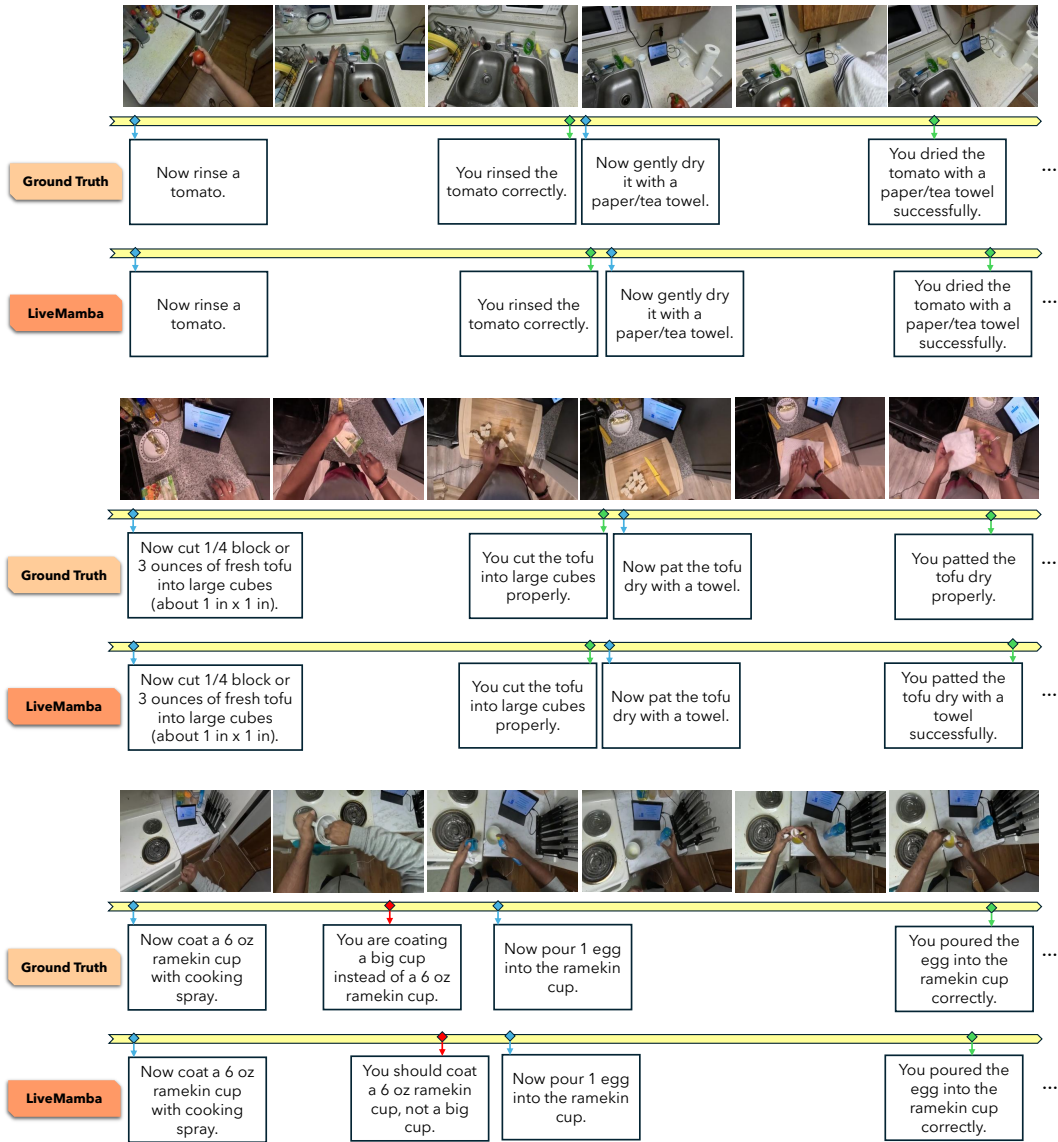 Ground Truth
Now rinse a
tomato.
You rinsed the
tomato correctly.
Now gently dry
it with a
paper/tea towel.
You dried the
tomato with a
paper/tea towel
successfully.
...
LiveMamba
Now rinse a
tomato.
You rinsed the
tomato correctly.
Now gently dry
it with a
paper/tea towel.
You dried the
tomato with a
paper/tea towel
successfully.
...
Ground Truth
Now cut 1/4 block or
3 ounces of fresh tofu
into large cubes
(about 1 in x 1 in).
You cut the tofu
into large cubes
properly.
Now pat the tofu
dry with a towel.
You patted the
tofu dry
properly.
...
LiveMamba
Now cut 1/4 block or
3 ounces of fresh tofu
into large cubes
(about 1 in x 1 in).
You cut the tofu
into large cubes
properly.
Now pat the tofu
dry with a towel.
You patted the
tofu dry with a
towel
successfully.
...
Ground Truth
Now coat a 6 oz
ramekin cup
with cooking
spray.
You are coating
a big cup
instead of a 6 oz
ramekin cup.
Now pour 1 egg
into the ramekin
cup.
You poured the
egg into the
ramekin cup
correctly.
...
LiveMamba
Now coat a 6 oz
ramekin cup
with cooking
spray.
You should coat
a 6 oz ramekin
cup, not a big
cup.
Now pour 1 egg
into the ramekin
cup.
You poured the
egg into the
ramekin cup
correctly.
...